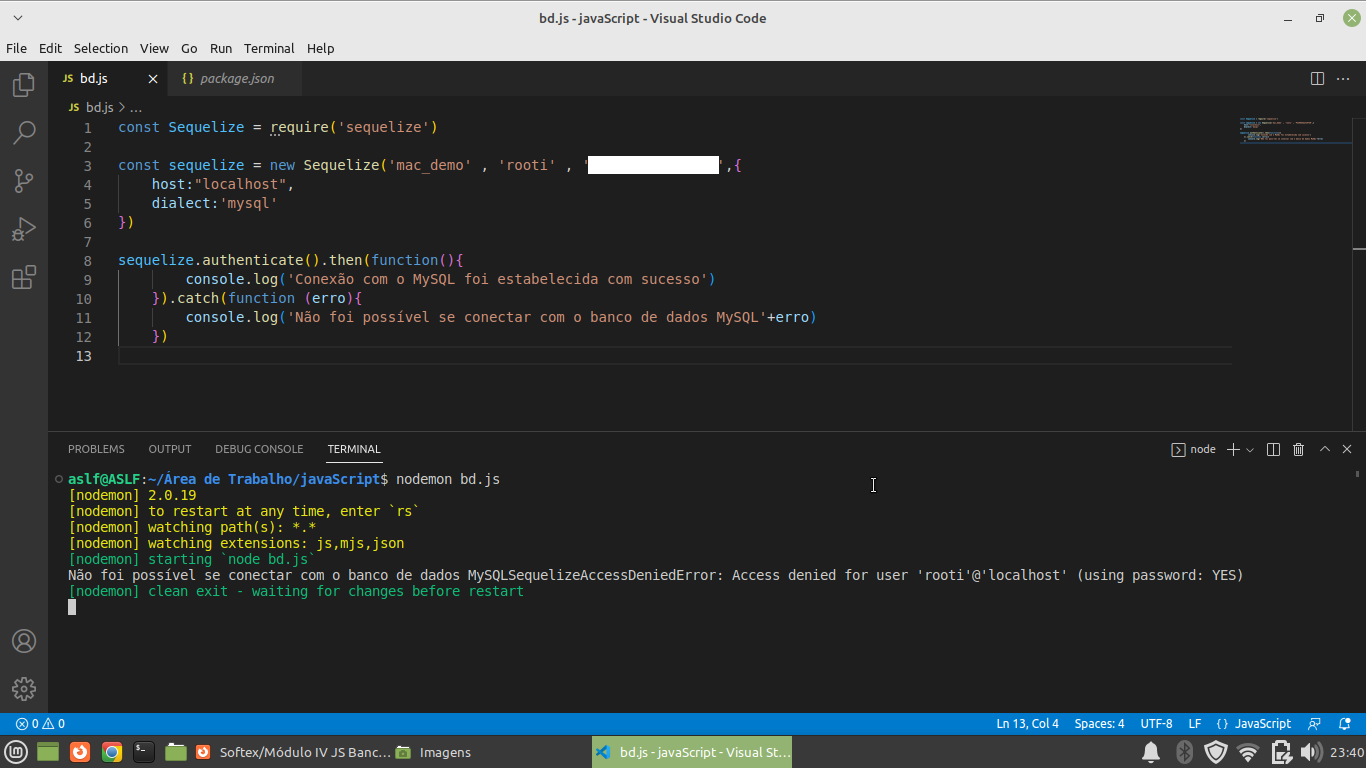 bd.js - javaScript - Visual Studio Code
File Edit Selection View Go Run Terminal Help
JS bd.js { } package.json
JS bd.js > ...
1 const Sequelize = require('sequelize')
2
3 const sequelize = new Sequelize('mac_demo' , 'rooti' , '',{
4 host:"localhost",
5 dialect:'mysql'
6 })
7
8 sequelize.authenticate().then(function(){
9 console.log('Conexão com o MySQL foi estabelecida com sucesso')
10 }).catch(function (erro){
11 console.log('Não foi possível se conectar com o banco de dados MySQL'+erro)
12 })
13
PROBLEMS OUTPUT DEBUG CONSOLE TERMINAL node
aslf@ASLF:~/Área de Trabalho/javaScript$ nodemon bd.js
[nodemon] 2.0.19
[nodemon] to restart at any time, enter `rs`
[nodemon] watching path(s): *.*
[nodemon] watching extensions: js,mjs,json
[nodemon] starting `node bd.js`
Não foi possível se conectar com o banco de dados MySQLSequelizeAccessDeniedError: Access denied for user 'rooti'@'localhost' (using password: YES)
[nodemon] clean exit - waiting for changes before restart
0 0 Ln 13, Col 4 Spaces: 4 UTF-8 LF { } JavaScript
Softex/Módulo IV JS Banc... Imagens bd.js - javaScript - Visual St... 23:40